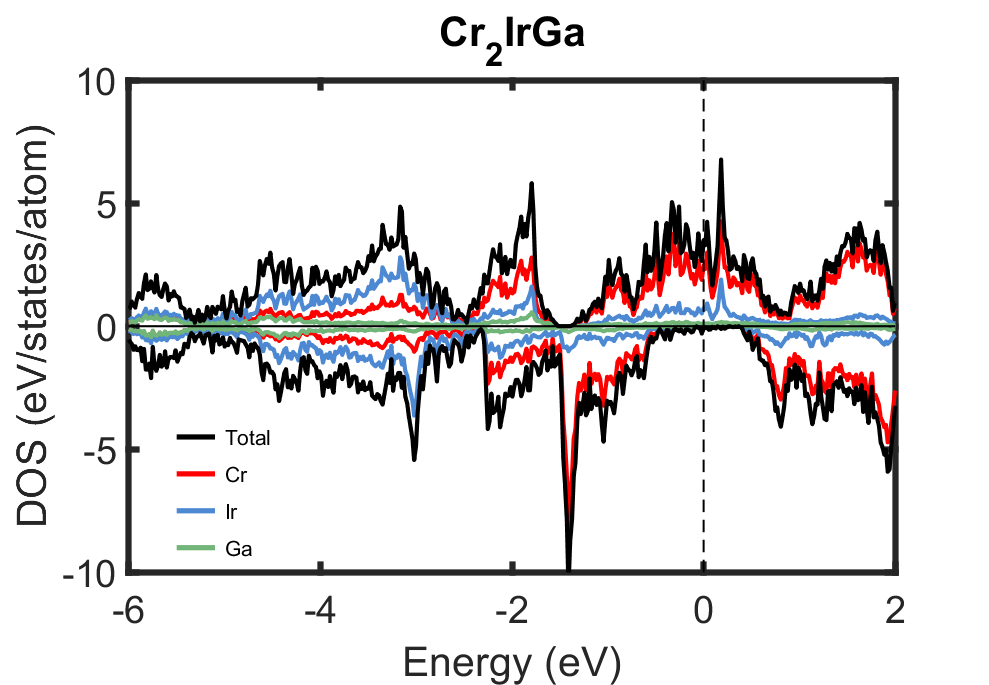 Cr2IrGa
DOS (eV/states/atom)
10
5
0
-5
-10
Total
Cr
Ir
Ga
-6 -4 -2 0 2
Energy (eV)